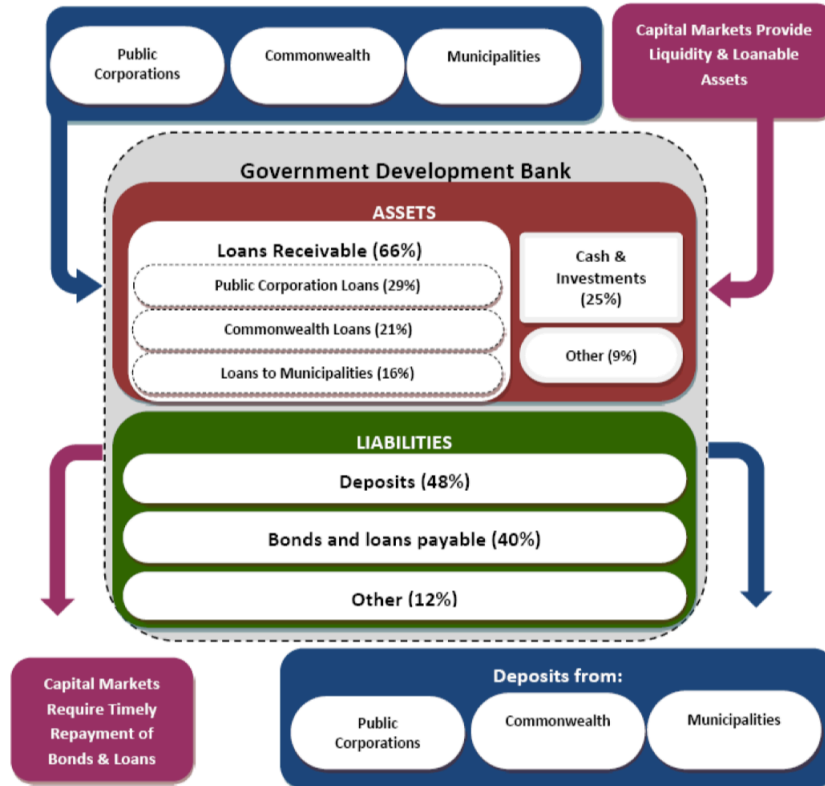 Public
Corporations
Commonwealth
Municipalities
Capital Markets Provide
Liquidity & Loanable
Assets
Government Development Bank
ASSETS
Loans Receivable (66%)
Public Corporation Loans (29%)
Commonwealth Loans (21%)
Loans to Municipalities (16%)
Cash &
Investments
(25%)
Other (9%)
LIABILITIES
Deposits (48%)
Bonds and loans payable (40%)
Other (12%)
Capital Markets
Require Timely
Repayment of
Bonds & Loans
Deposits from:
Public
Corporations
Commonwealth
Municipalities